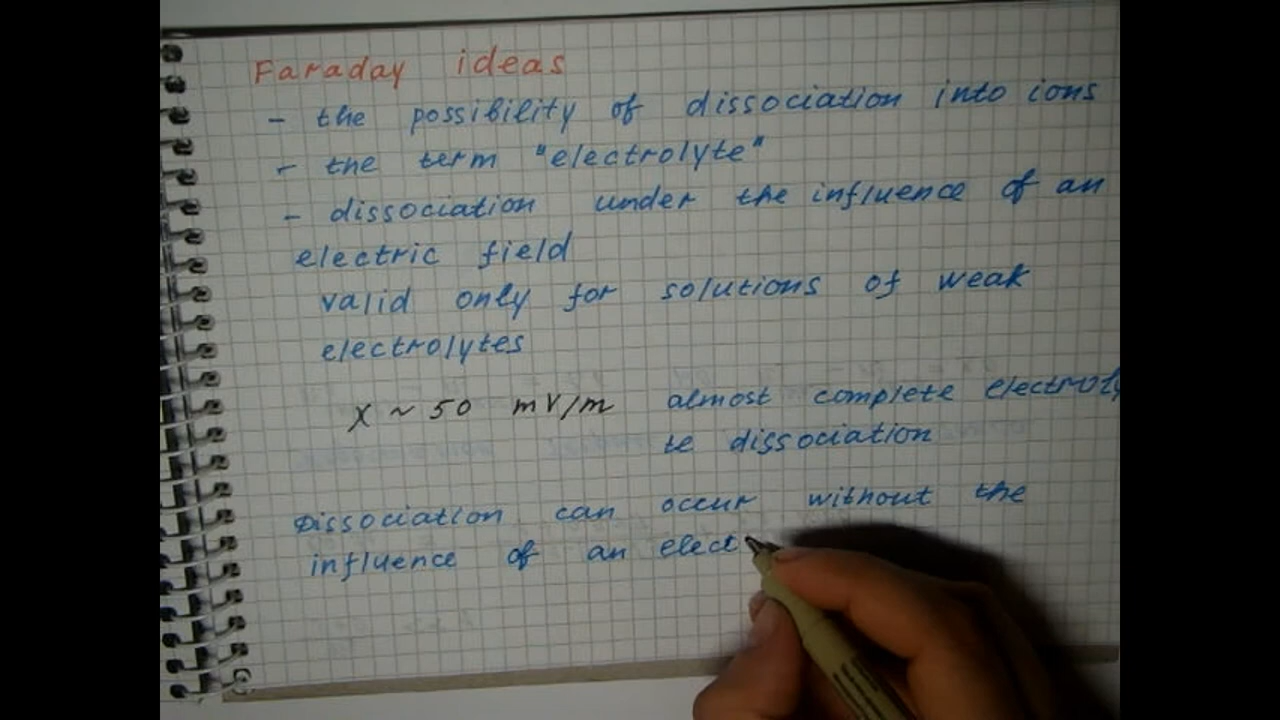 Faraday ideas
- the possibility of dissociation into ions
- the term "electrolyte"
- dissociation under the influence of an
electric field
valid only for solutions of weak
electrolytes
X ~ 50 mV/m almost complete electroly
te dissociation
Dissociation can occur without the
influence of an elect